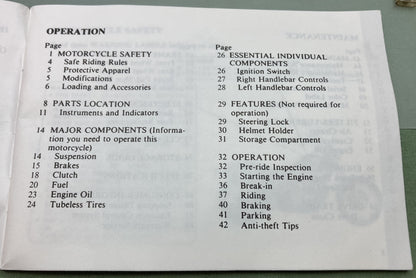 OPERATION
Page
1 MOTORCYCLE SAFETY
4 Safe Riding Rules
5 Protective Apparel
5 Modifications
6 Loading and Accessories
8 PARTS LOCATION
11 Instruments and Indicators
14 MAJOR COMPONENTS (Informa-
tion you need to operate this
motorcycle)
14 Suspension
15 Brakes
18 Clutch
20 Fuel
23 Engine Oil
24 Tubeless Tires
Page
26 ESSENTIAL INDIVIDUAL
COMPONENTS
26 Ignition Switch
27 Right Handlebar Controls
28 Left Handlebar Controls
29 FEATURES (Not required for
operation)
29 Steering Lock
30 Helmet Holder
31 Storage Compartment
32 OPERATION
32 Pre-ride Inspection
33 Starting the Engine
36 Break-in
37 Riding
40 Braking
41 Parking
42 Anti-theft Tips